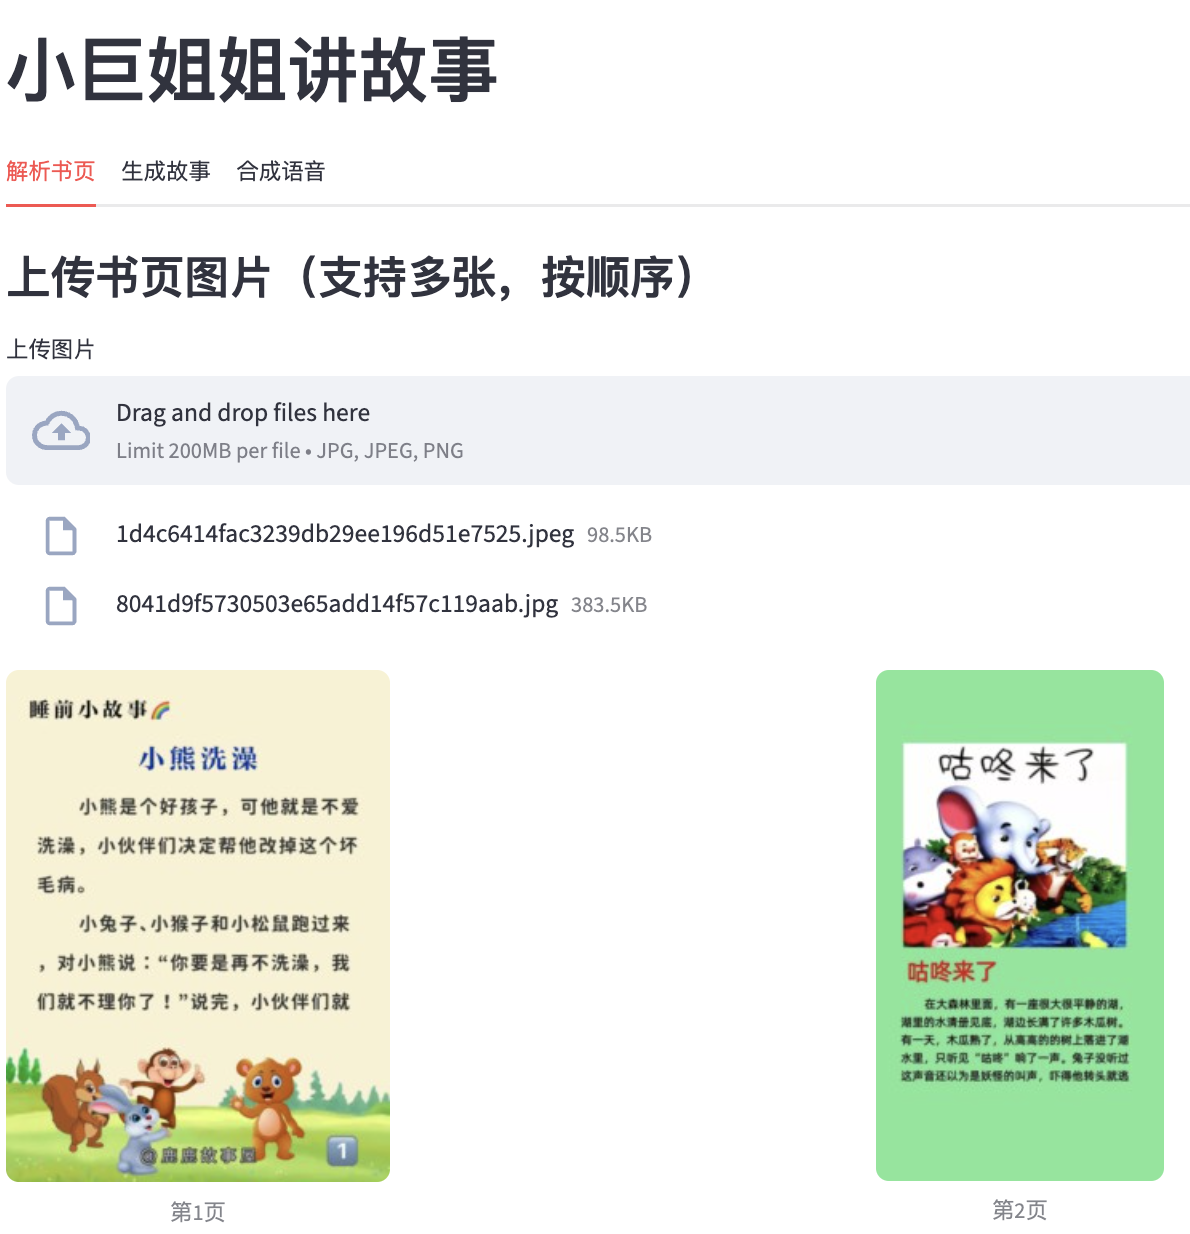 小巨姐姐讲故事
解析书页 生成故事 合成语音
上传书页图片（支持多张，按顺序）
上传图片
Drag and drop files here
Limit 200MB per file • JPG, JPEG, PNG
1d4c6414fac3239db29ee196d51e7525.jpeg 98.5KB
8041d9f5730503e65add14f57c119aab.jpg 383.5KB
睡前小故事
小熊洗澡
小熊是个好孩子，可他就是不爱
洗澡，小伙伴们决定帮他改掉这个坏
毛病。
小兔子、小猴子和小松鼠跑过来
，对小熊说：“你要是再不洗澡，我
们就不理你了！”说完，小伙伴们就
@鹿鹿故事屋
1
第1页
咕咚来了
咕咚来了
在大森林里面，有一座很大很平静的湖，
湖里的水清册见底，湖边长满了许多木瓜树。
有一天，木瓜熟了，从高高的的树上落进了湖
水里，只听见“咕咚”响了一声。兔子没听过
这声音还以为是妖怪的叫声，吓得他转头就逃
第2页